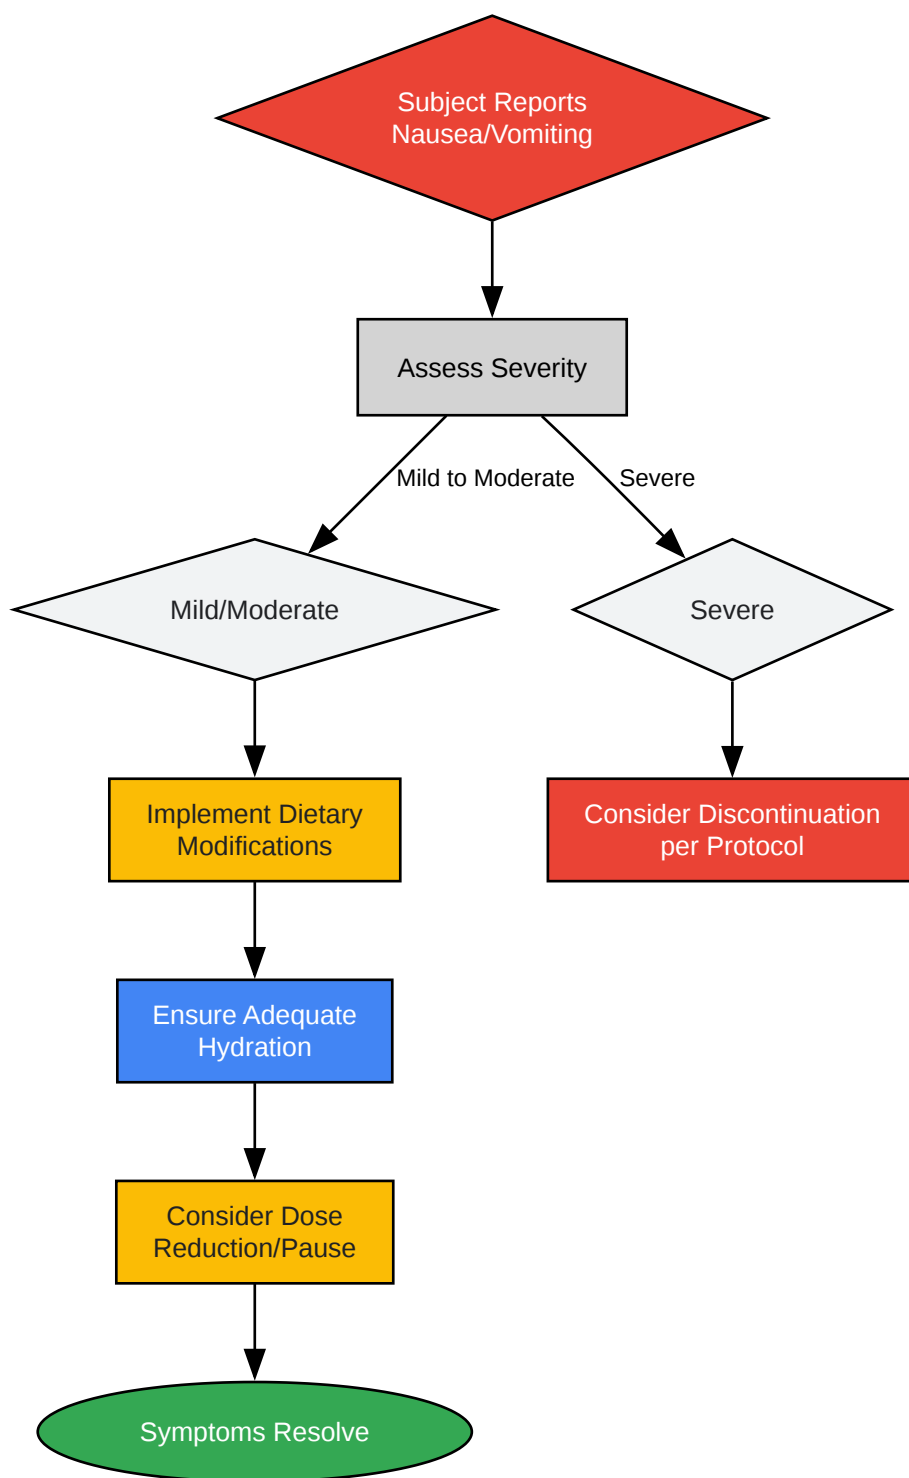 Subject Reports
Nausea/Vomiting
Assess Severity
Mild to Moderate
Severe
Mild/Moderate
Severe
Implement Dietary
Modifications
Consider Discontinuation
per Protocol
Ensure Adequate
Hydration
Consider Dose
Reduction/Pause
Symptoms Resolve